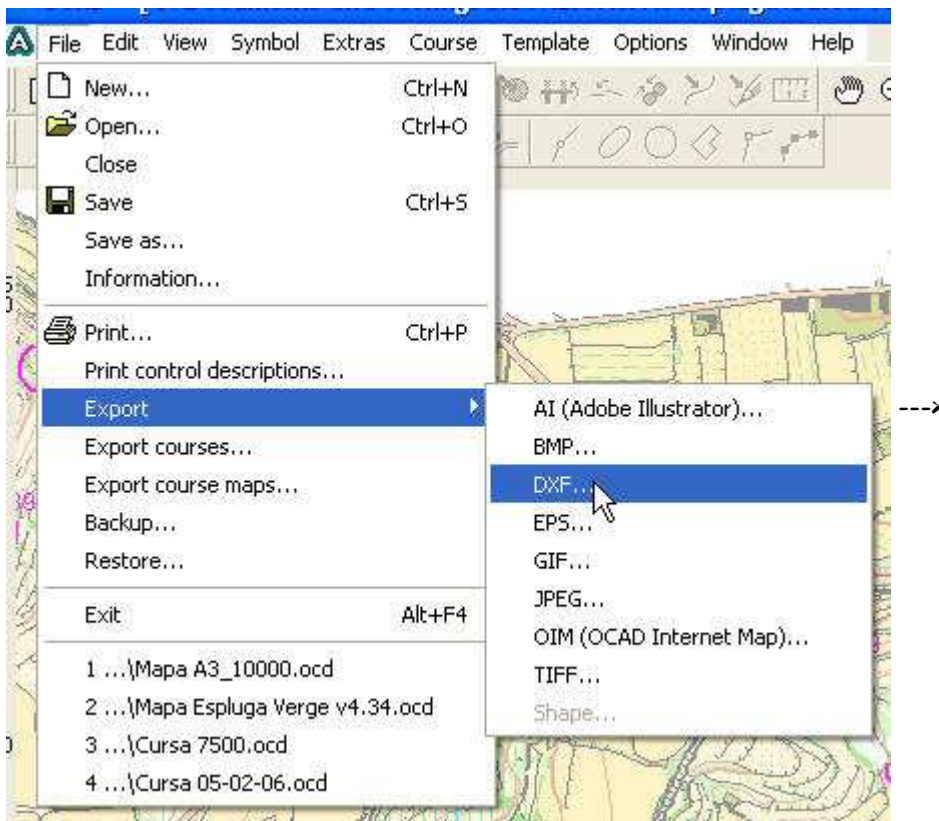 File Edit View Symbol Extras Course Template Options Window Help
New... Ctrl+N
Open... Ctrl+O
Close
Save Ctrl+S
Save as...
Information...
Print... Ctrl+P
Print control descriptions...
Export
Export courses...
Export course maps...
Backup...
Restore...
Exit Alt+F4
1 ...\Mapa A3_10000.ocd
2 ...\Mapa Espluga Verge v4.34.ocd
3 ...\Cursa 7500.ocd
4 ...\Cursa 05-02-06.ocd
AI (Adobe Illustrator)...
BMP...
DXF...
EPS...
GIF...
JPEG...
OIM (OCAD Internet Map)...
TIFF...
Shape...
--->